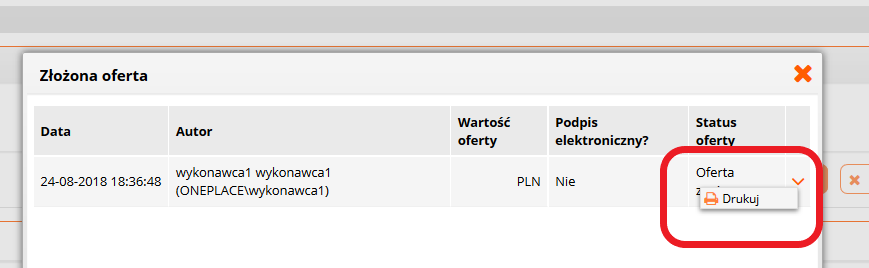 Złożona oferta
Data
Autor
Wartość
oferty
Podpis
elektroniczny?
Status
oferty
24-08-2018 18:36:48
wykonawca1 wykonawca1
(ONEPLACE\wykonawca1)
PLN
Nie
Oferta
Drukuj